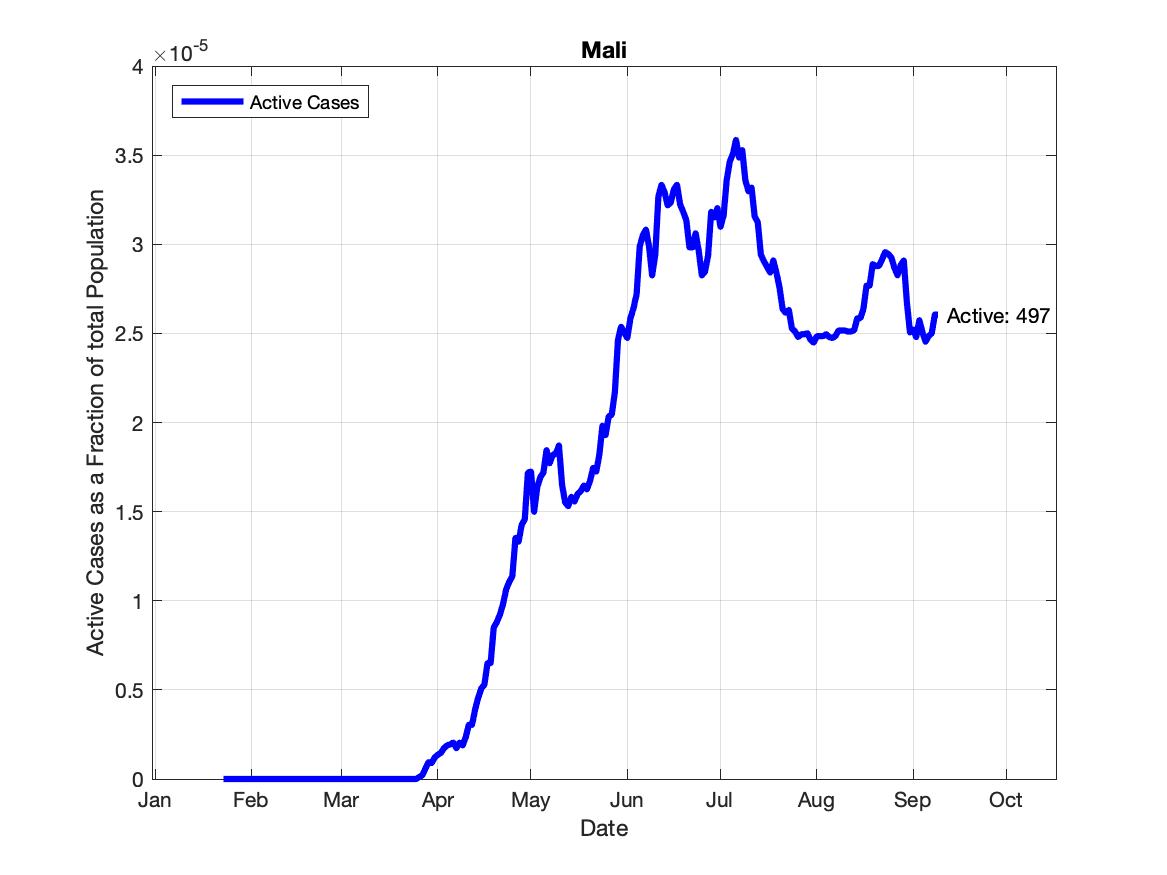 Mali
×10-5
Active Cases
4
3.5
3
2.5
2
1.5
1
0.5
0
Active Cases as a Fraction of total Population
Active: 497
Jan Feb Mar Apr May Jun Jul Aug Sep Oct
Date